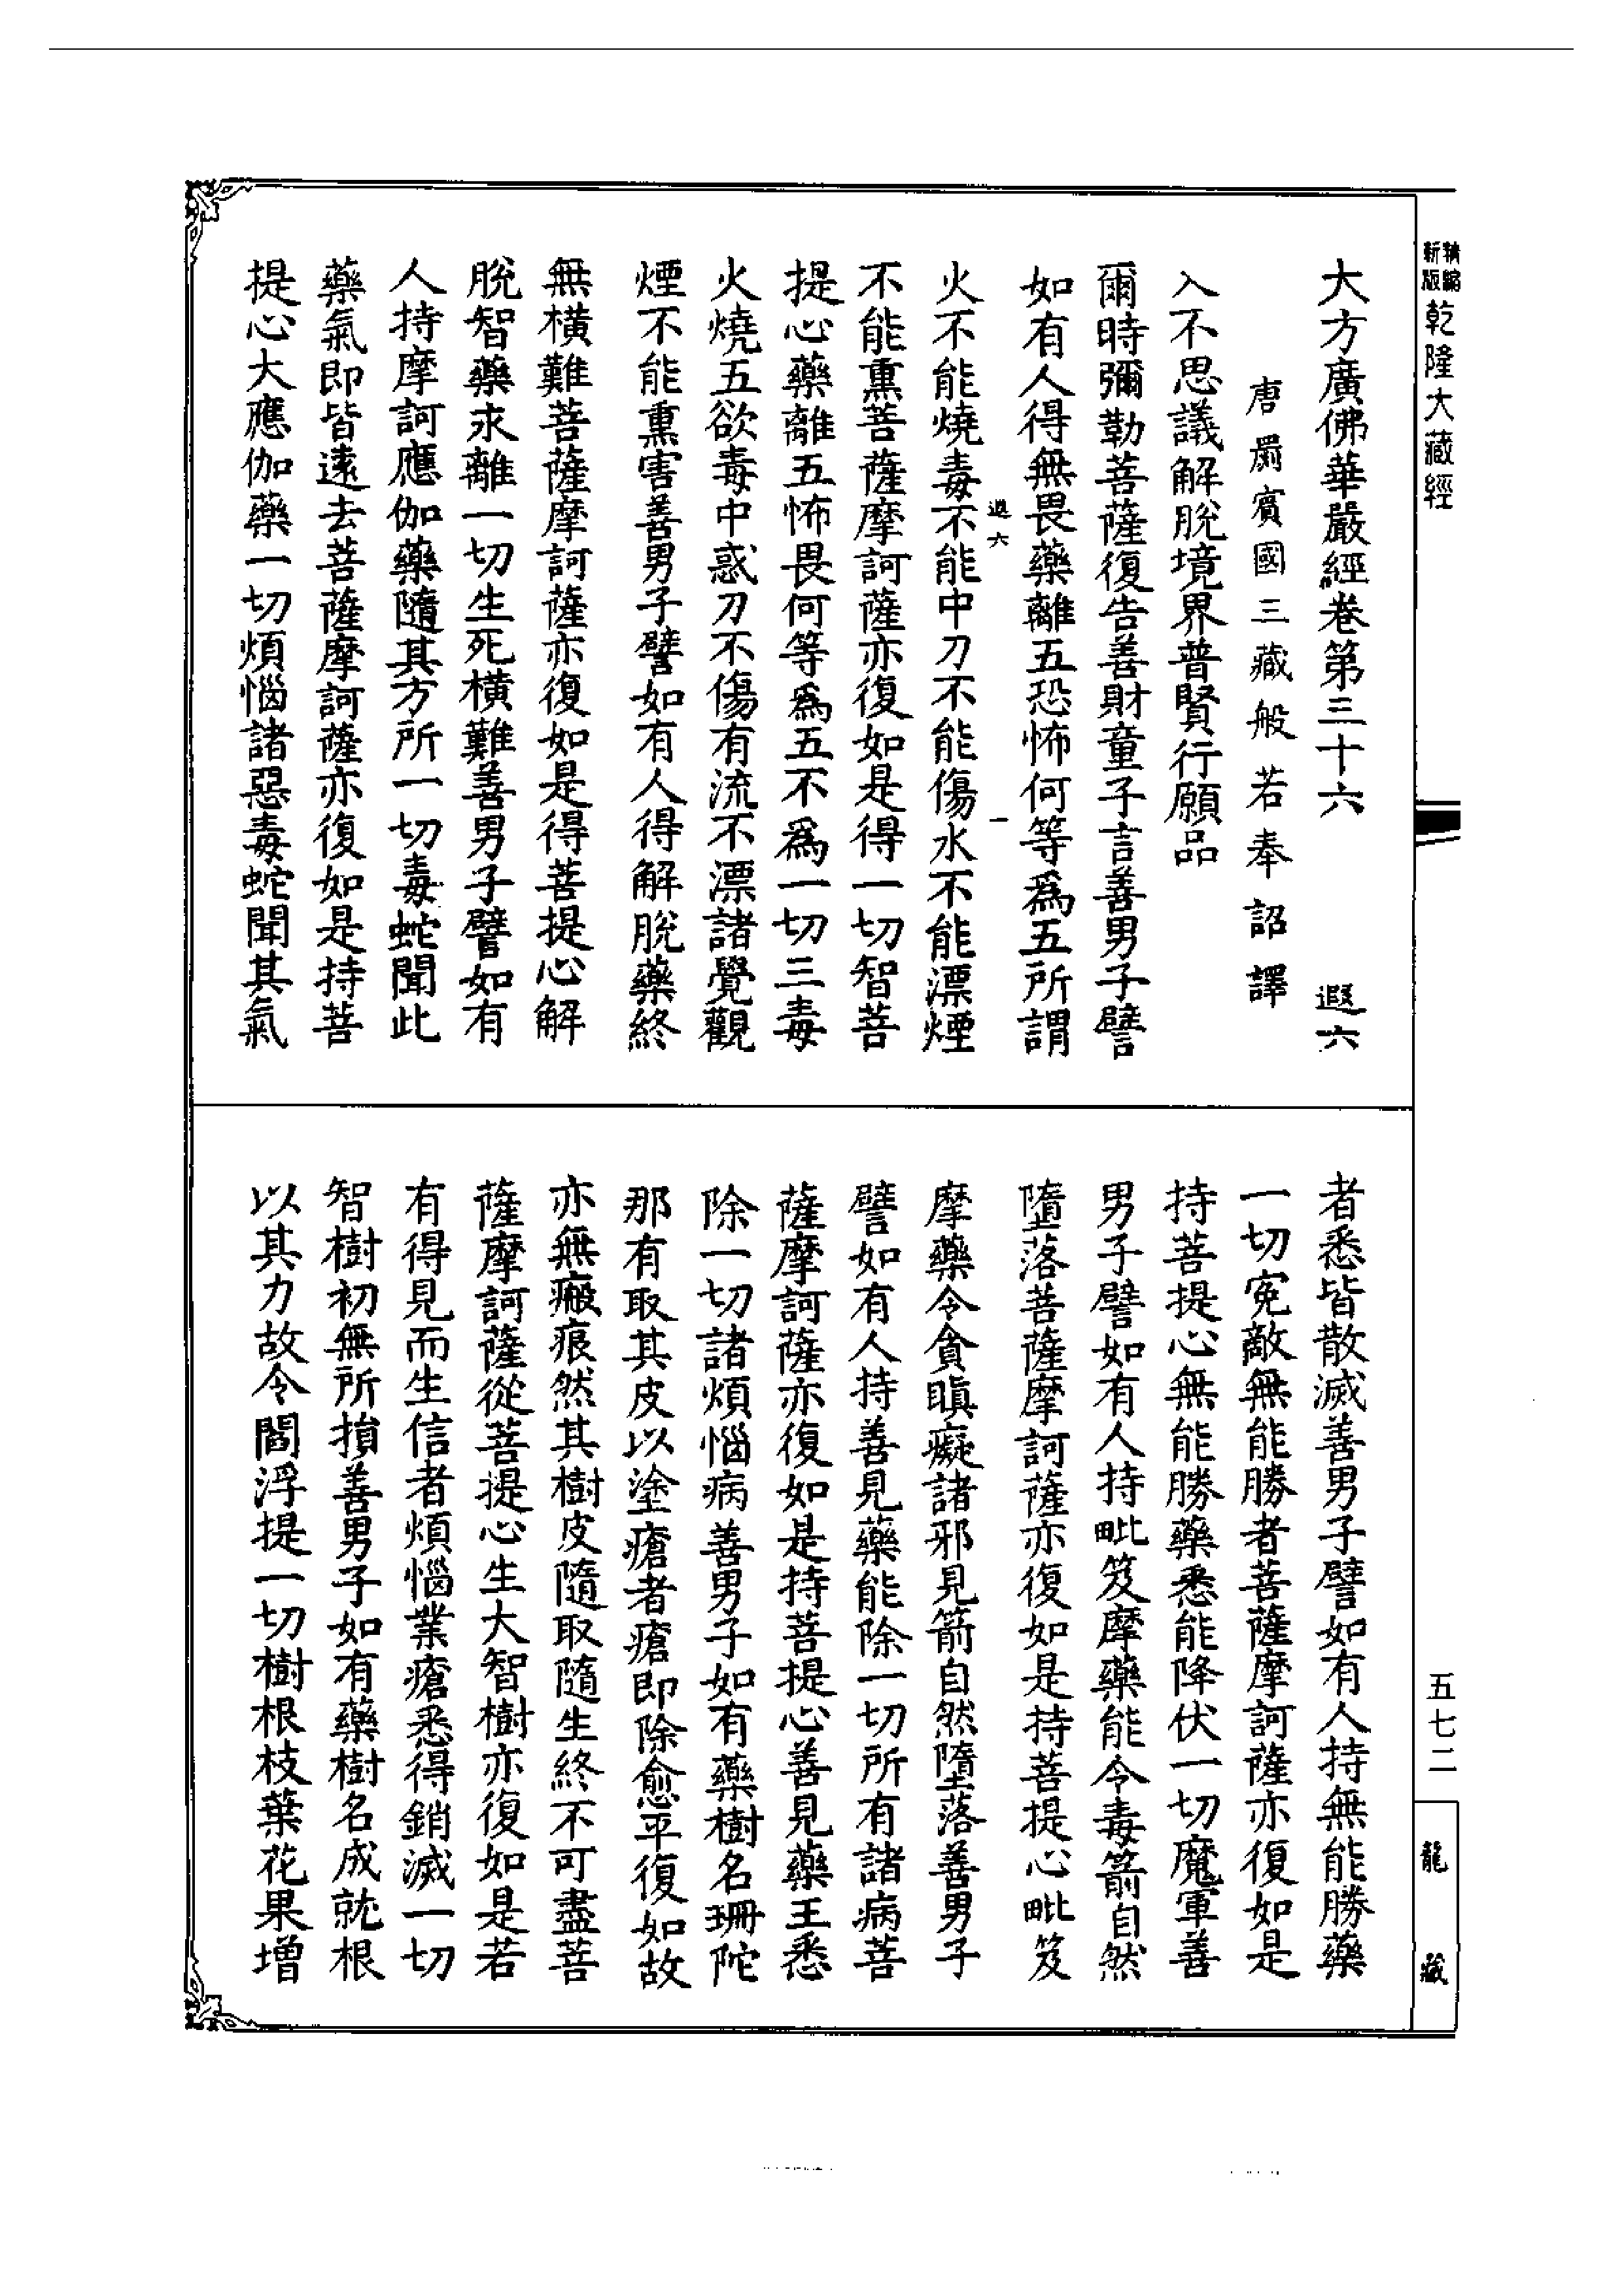 精縮新版乾隆大藏經
大方廣佛華嚴經卷第三十六 遐六
唐罽賓國三藏般若奉詔譯
入不思議解脫境界普賢行願品
爾時彌勒菩薩復告善財童子言善男子譬
如有人得無畏藥離五恐怖何等爲五所謂
遐六 一
火不能燒毒不能中刀不能傷水不能漂煙
不能熏菩薩摩訶薩亦復如是得一切智菩
提心藥離五怖畏何等爲五不爲一切三毒
火燒五欲毒中惑刀不傷有流不漂諸覺觀
煙不能熏害善男子譬如有人得解脫藥終
無橫難菩薩摩訶薩亦復如是得菩提心解
脫智藥永離一切生死橫難善男子譬如有
人持摩訶應伽藥隨其方所一切毒蛇聞此
藥氣即皆遠去菩薩摩訶薩亦復如是持菩
提心大應伽藥一切煩惱諸惡毒蛇聞其氣
者悉皆散滅善男子譬如有人持無能勝藥
一切寃敵無能勝者菩薩摩訶薩亦復如是
持菩提心無能勝藥悉能降伏一切魔軍善
男子譬如有人持毗笈摩藥能令毒箭自然
墮落菩薩摩訶薩亦復如是持菩提心毗笈
摩藥令貪瞋癡諸邪見箭自然墮落善男子
譬如有人持善見藥能除一切所有諸病菩
薩摩訶薩亦復如是持菩提心善見藥王悉
除一切諸煩惱病善男子如有藥樹名珊陀
那有取其皮以塗瘡者瘡即除愈平復如故
亦無瘢痕然其樹皮隨取隨生終不可盡菩
薩摩訶薩從菩提心生大智樹亦復如是若
有得見而生信者煩惱業瘡悉得銷滅一切
智樹初無所損善男子如有藥樹名成就根
以其力故令閻浮提一切樹根枝葉花果增
五七二
龍藏